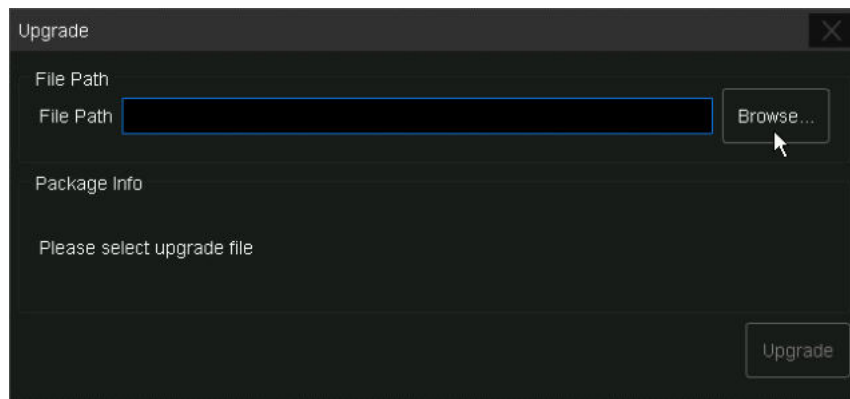 Upgrade
File Path
File Path Browse...
Package Info
Please select upgrade file
Upgrade